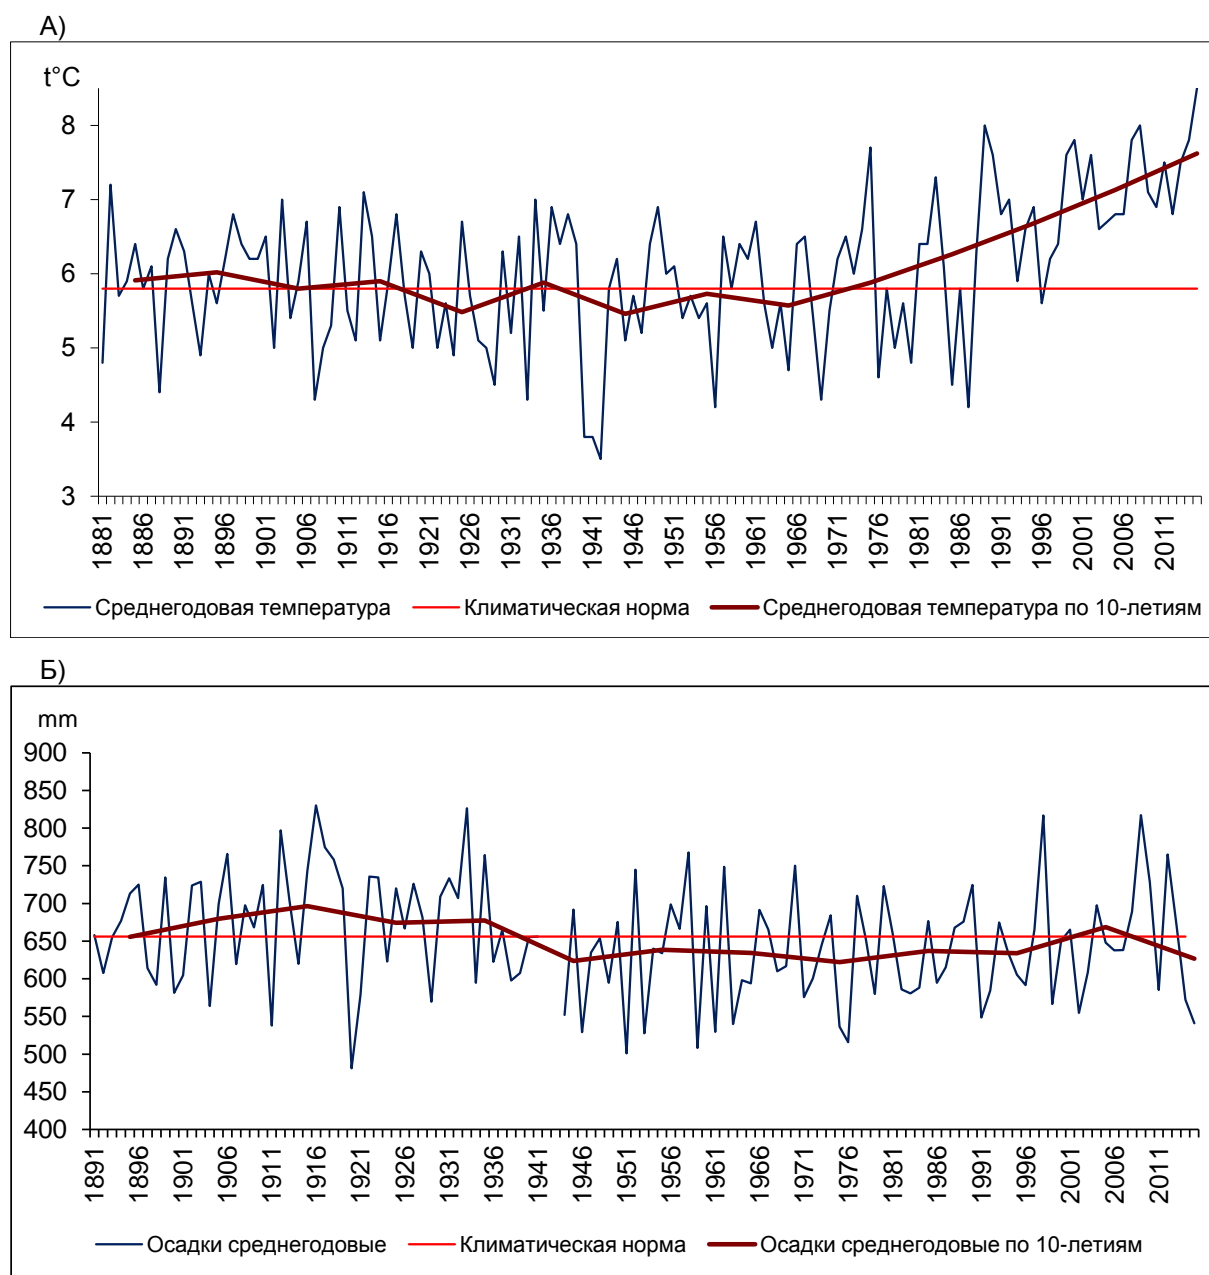 А)
t°C
8
7
6
5
4
3
1881 1886 1891 1896 1901 1906 1911 1916 1921 1926 1931 1936 1941 1946 1951 1956 1961 1966 1971 1976 1981 1986 1991 1996 2001 2006 2011
Среднегодовая температура Климатическая норма Среднегодовая температура по 10-летиям
Б)
mm
900
850
800
750
700
650
600
550
500
450
400
1891 1896 1901 1906 1911 1916 1921 1926 1931 1936 1941 1946 1951 1956 1961 1966 1971 1976 1981 1986 1991 1996 2001 2006 2011
Осадки среднегодовые Климатическая норма Осадки среднегодовые по 10-летиям